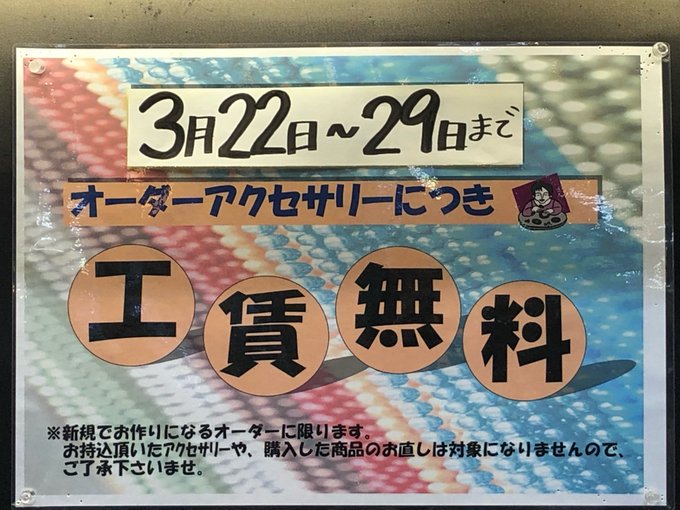 3月22日~29日まで
オーダーアクセサリーにつき
工賃無料
※新規でお作りになるオーダーに限ります。
お持込頂いたアクセサリーや、購入した商品のお直しは対象になりませんので、
ご了承下さいませ。